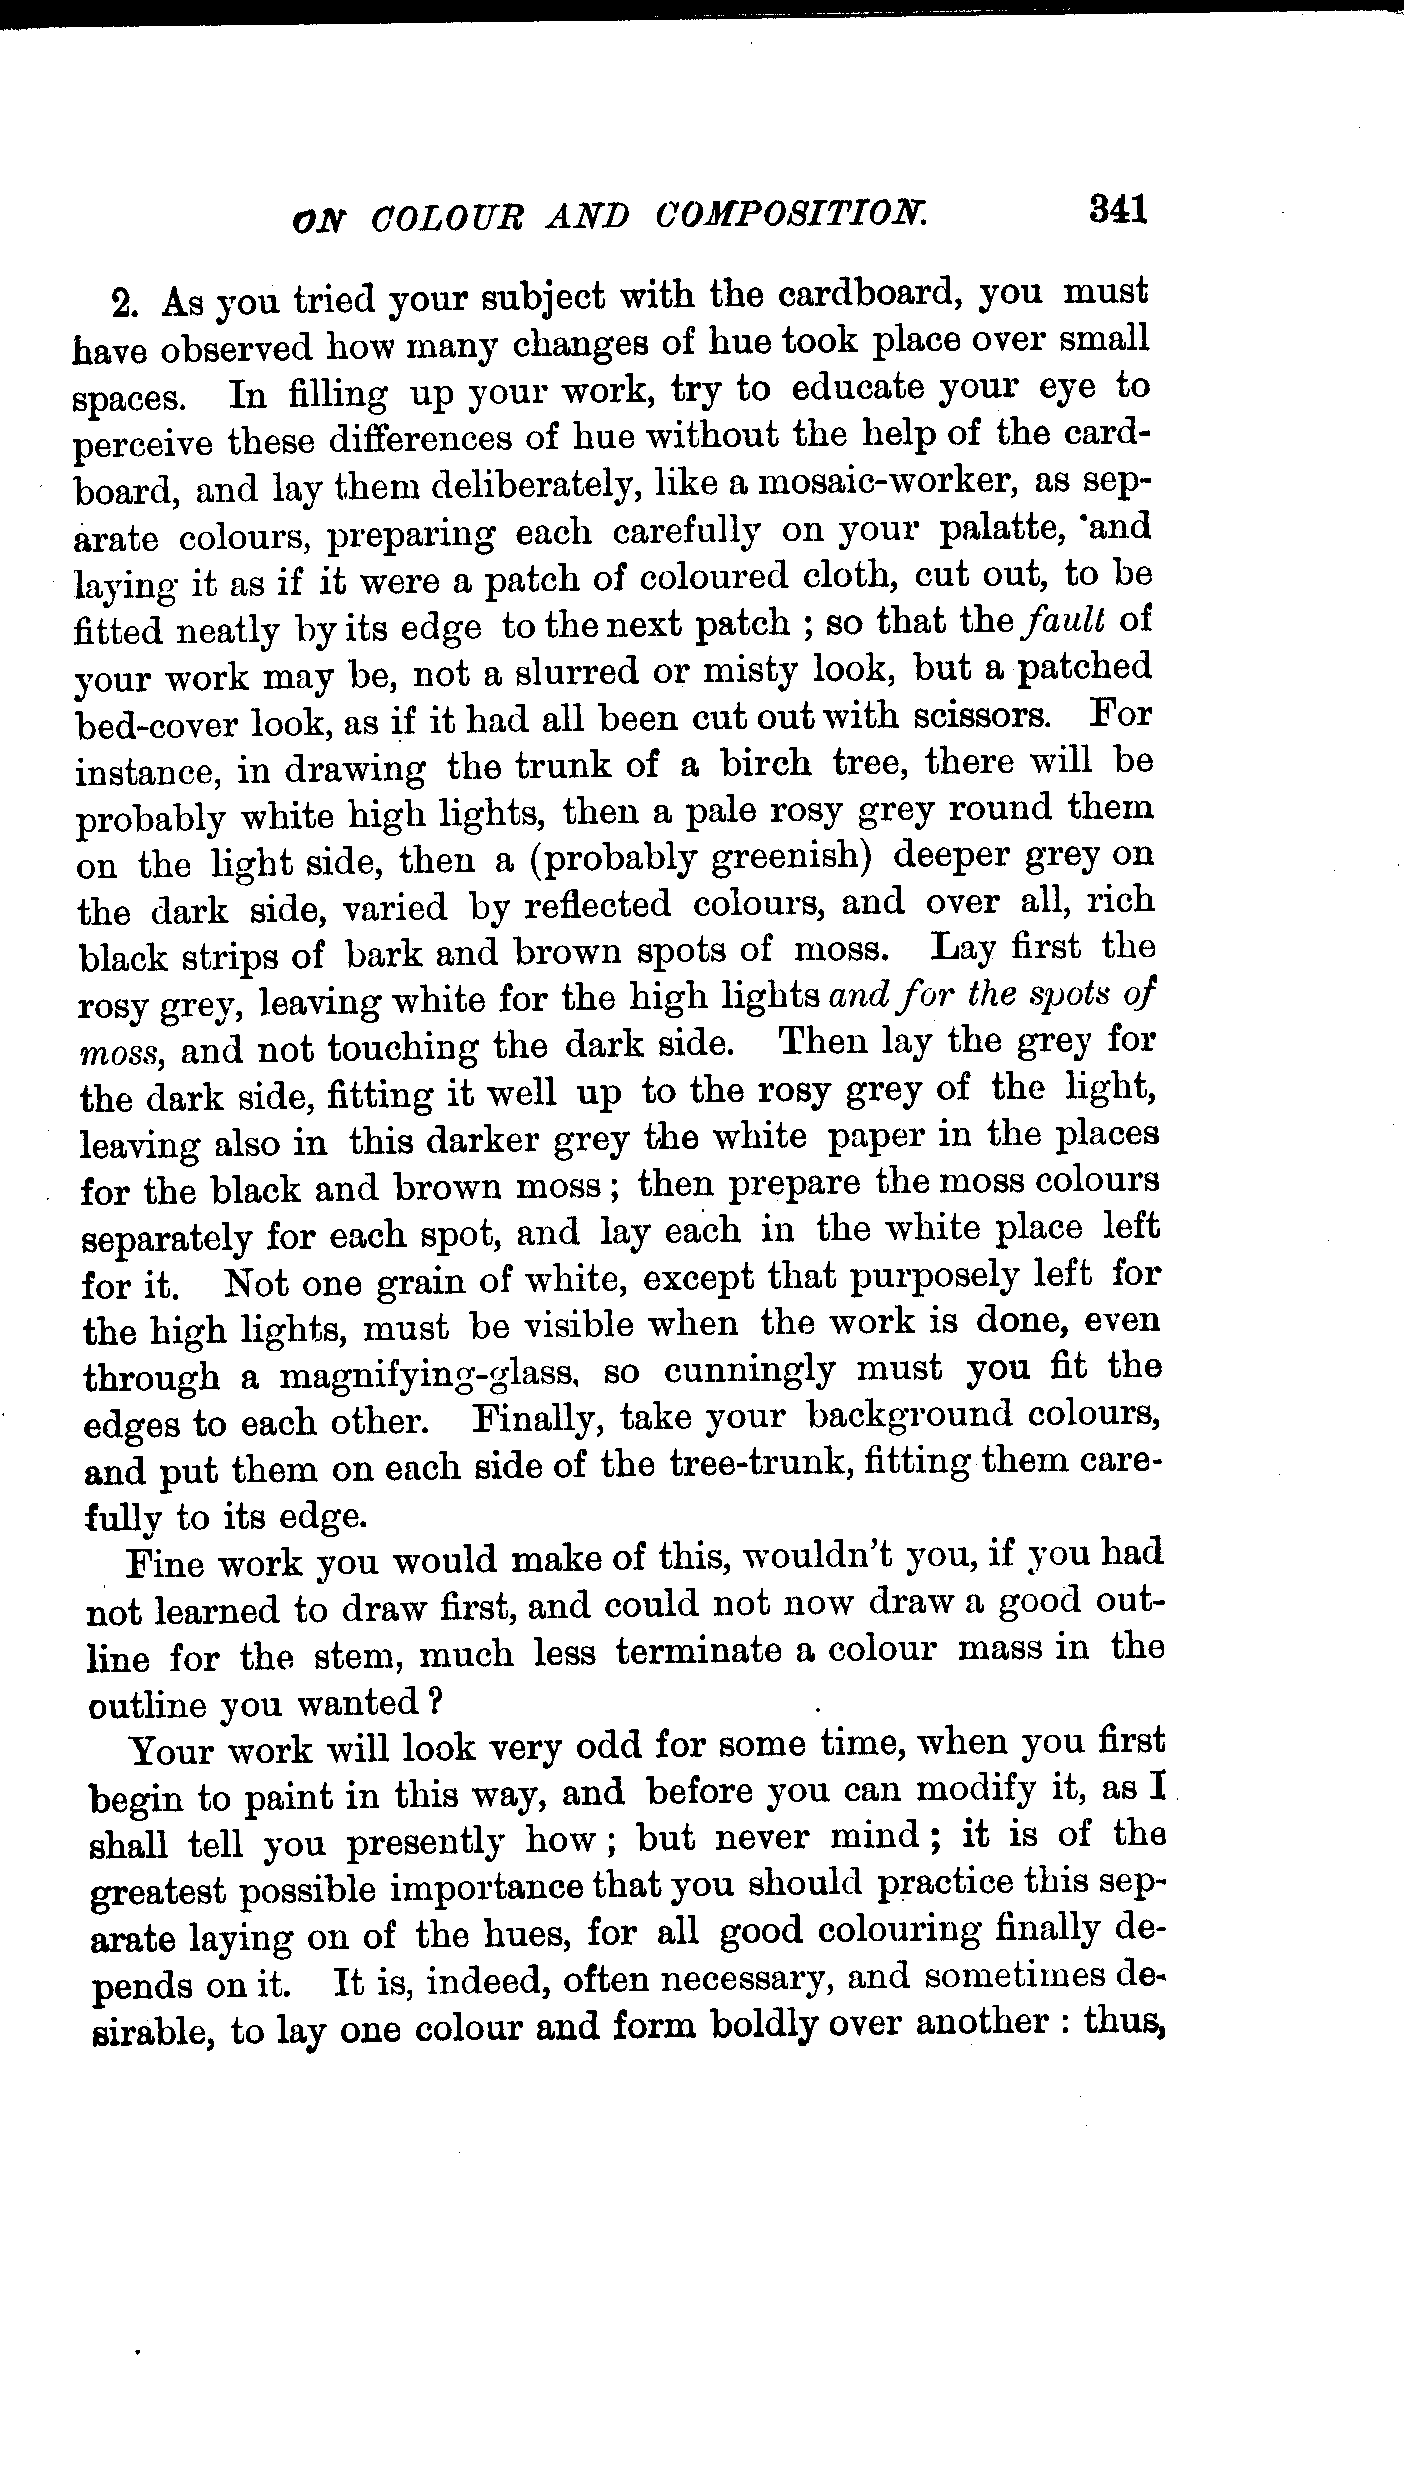 ON COLOUR AND COMPOSITION. 341
2. As you tried your subject with the cardboard, you must
have observed how many changes of hue took place over small
spaces. In filling up your work, try to educate your eye to
perceive these differences of hue without the help of the card-
board, and lay them deliberately, like a mosaic-worker, as sep-
arate colours, preparing each carefully on your palatte, and
laying it as if it were a patch of coloured cloth, cut out, to be
fitted neatly by its edge to the next patch ; so that the fault of
your work may be, not a slurred or misty look, but a patched
bed-cover look, as if it had all been cut out with scissors. For
instance, in drawing the trunk of a birch tree, there will be
probably white high lights, then a pale rosy grey round them
on the light side, then a (probably greenish) deeper grey on
the dark side, varied by reflected colours, and over all, rich
black strips of bark and brown spots of moss. Lay first the
rosy grey, leaving white for the high lights and for the spots of
moss, and not touching the dark side. Then lay the grey for
the dark side, fitting it well up to the rosy grey of the light,
leaving also in this darker grey the white paper in the places
for the black and brown moss ; then prepare the moss colours
separately for each spot, and lay each in the white place left
for it. Not one grain of white, except that purposely left for
the high lights, must be visible when the work is done, even
through a magnifying-glass, so cunningly must you fit the
edges to each other. Finally, take your background colours,
and put them on each side of the tree-trunk, fitting them care-
fully to its edge.
Fine work you would make of this, wouldn't you, if you had
not learned to draw first, and could not now draw a good out-
line for the stem, much less terminate a colour mass in the
outline you wanted ?
Your work will look very odd for some time, when you first
begin to paint in this way, and before you can modify it, as I
shall tell you presently how ; but never mind ; it is of the
greatest possible importance that you should practice this sep-
arate laying on of the hues, for all good colouring finally de-
pends on it. It is, indeed, often necessary, and sometimes de-
sirable, to lay one colour and form boldly over another : thus,